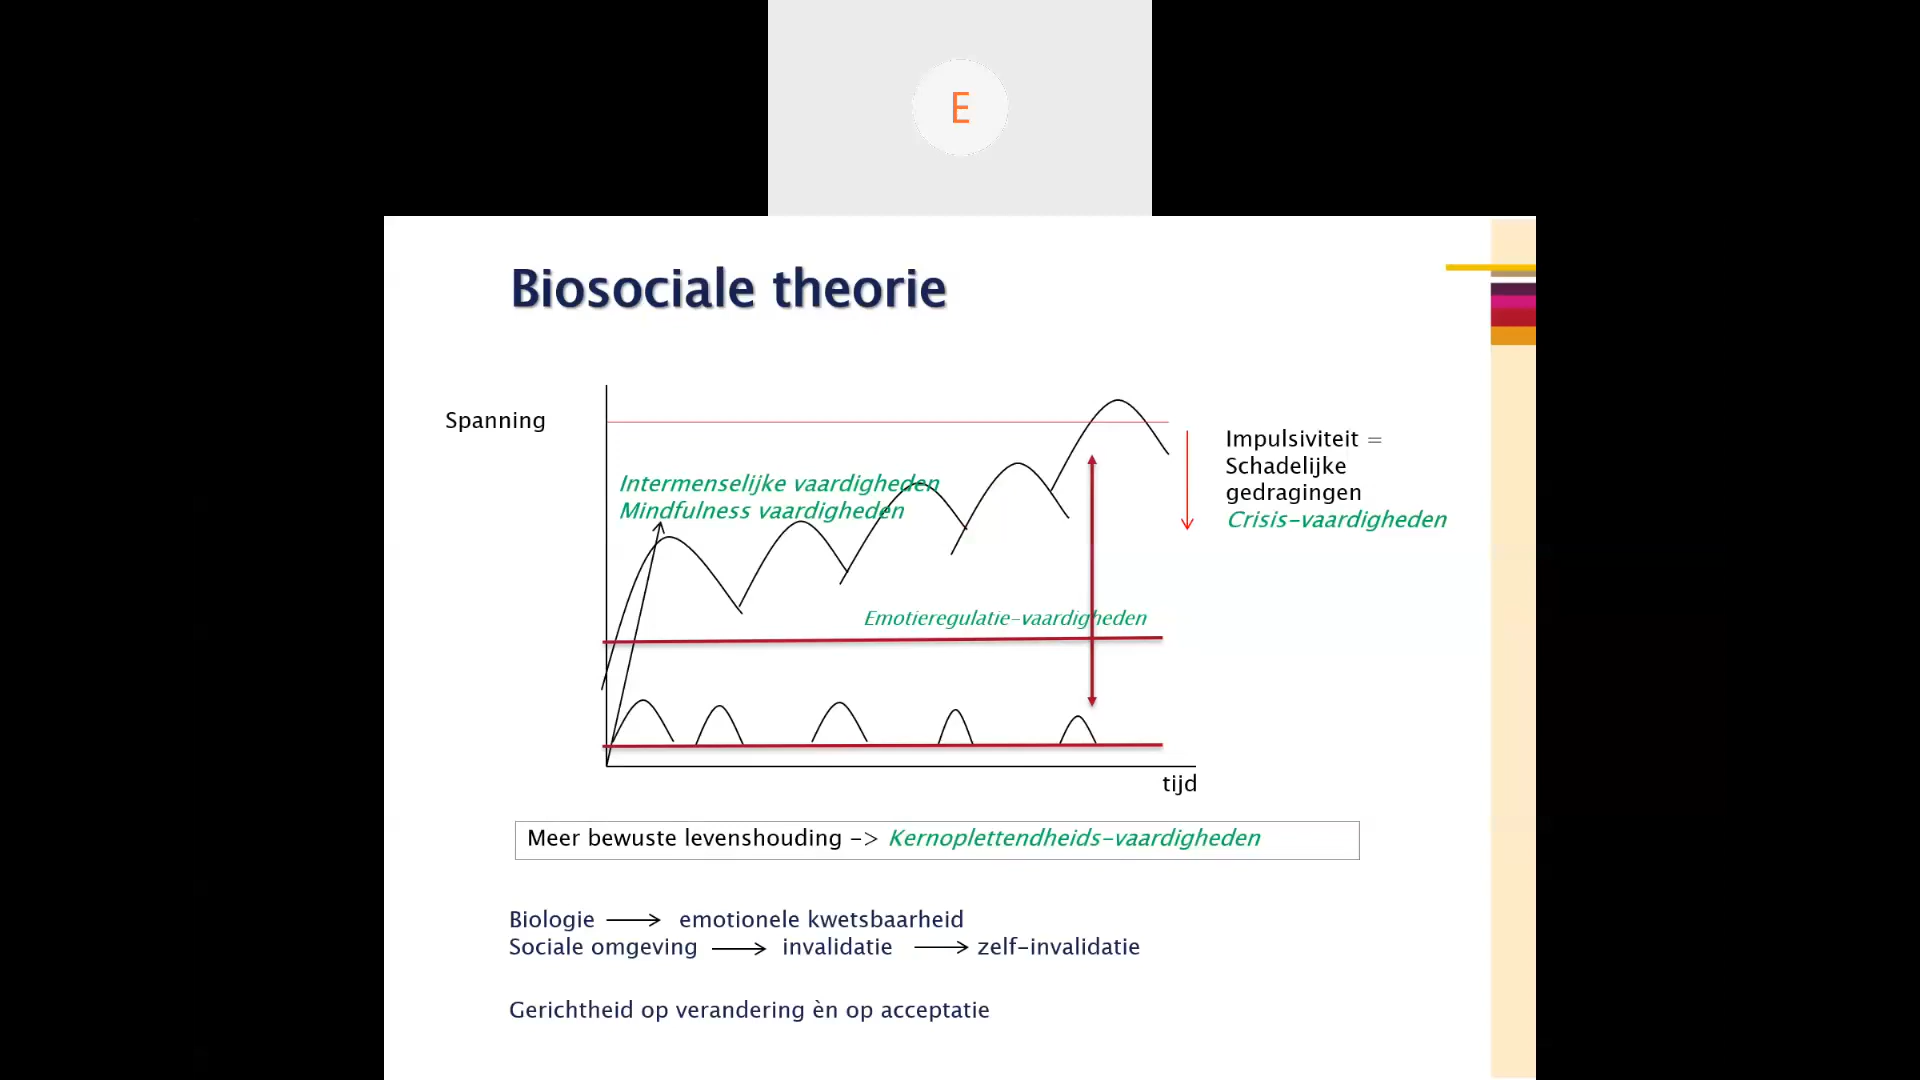 E
Biosociale theorie
Spanning
Impulsiviteit =
Schadelijke
gedragingen
Crisis-vaardigheden
Intermenselijke vaardigheden
Mindfulness vaardigheden
Emotieregulatie-vaardigheden
tijd
Meer bewuste levenshouding -> Kernoplettendheids-vaardigheden
Biologie → emotionele kwetsbaarheid
Sociale omgeving → invalidatie → zelf-invalidatie
Gerichtheid op verandering èn op acceptatie